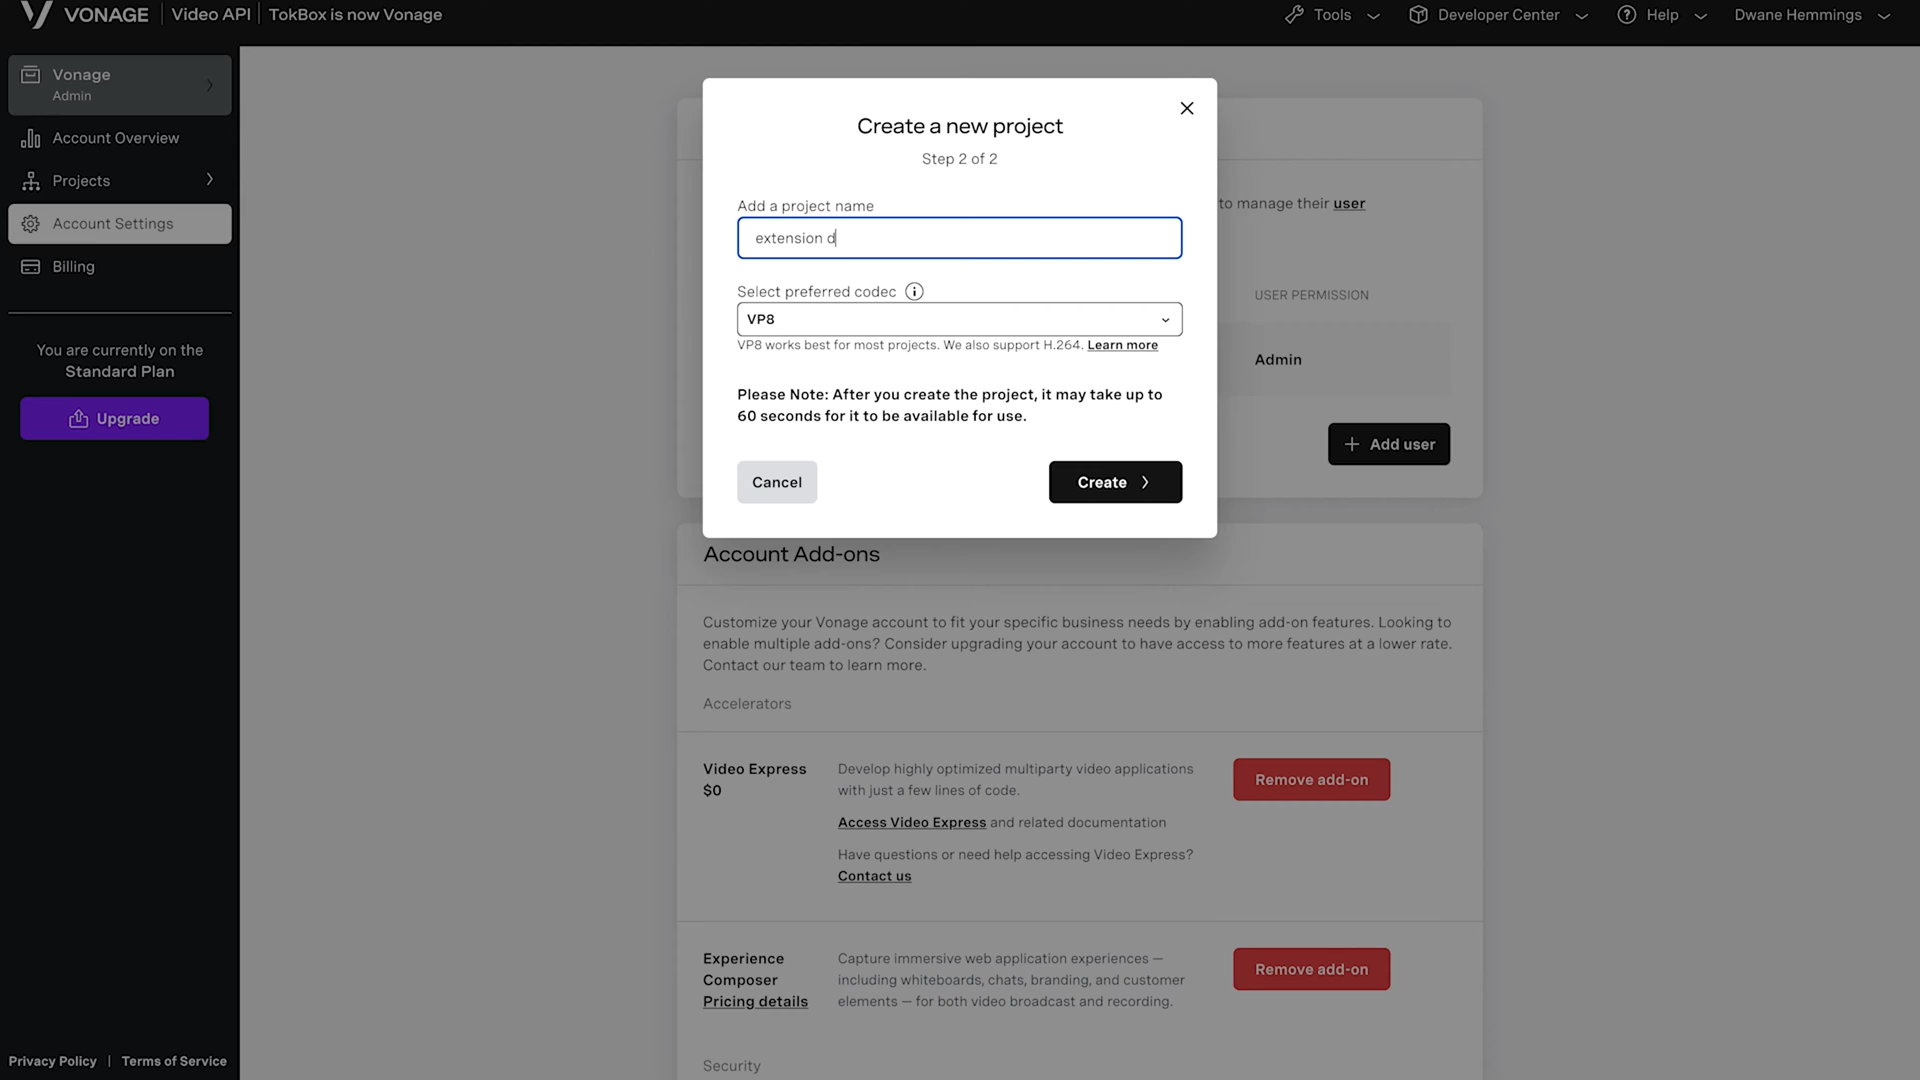 VONAGE | Video API | TokBox is now Vonage
Tools
Developer Center
Help
Dwane Hemmings
Vonage
Admin
Account Overview
Projects
Account Settings
Billing
You are currently on the
Standard Plan
Upgrade
Privacy Policy | Terms of Service
Create a new project
Step 2 of 2
Add a project name
extension d
Select preferred codec
VP8
VP8 works best for most projects. We also support H.264. Learn more
Please Note: After you create the project, it may take up to
60 seconds for it to be available for use.
Cancel
Create
to manage their user
USER PERMISSION
Admin
Add user
Account Add-ons
Customize your Vonage account to fit your specific business needs by enabling add-on features. Looking to
enable multiple add-ons? Consider upgrading your account to have access to more features at a lower rate.
Contact our team to learn more.
Accelerators
Video Express
$0
Develop highly optimized multiparty video applications
with just a few lines of code.
Access Video Express and related documentation
Have questions or need help accessing Video Express?
Contact us
Remove add-on
Experience
Composer
Pricing details
Capture immersive web application experiences —
including whiteboards, chats, branding, and customer
elements — for both video broadcast and recording.
Remove add-on
Security